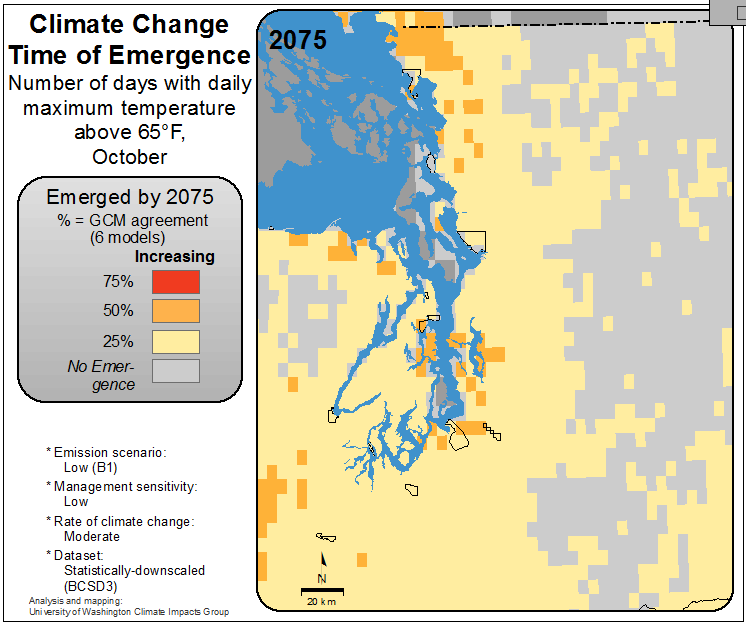 Climate Change
Time of Emergence
Number of days with daily
maximum temperature
above 65°F,
October
2075
Emerged by 2075
% = GCM agreement
(6 models)
Increasing
75%
50%
25%
No Emer-
gence
* Emission scenario:
Low (B1)
* Management sensitivity:
Low
* Rate of climate change:
Moderate
* Dataset:
Statistically-downscaled
(BCSD3)
Analysis and mapping:
University of Washington Climate Impacts Group
N
20 km